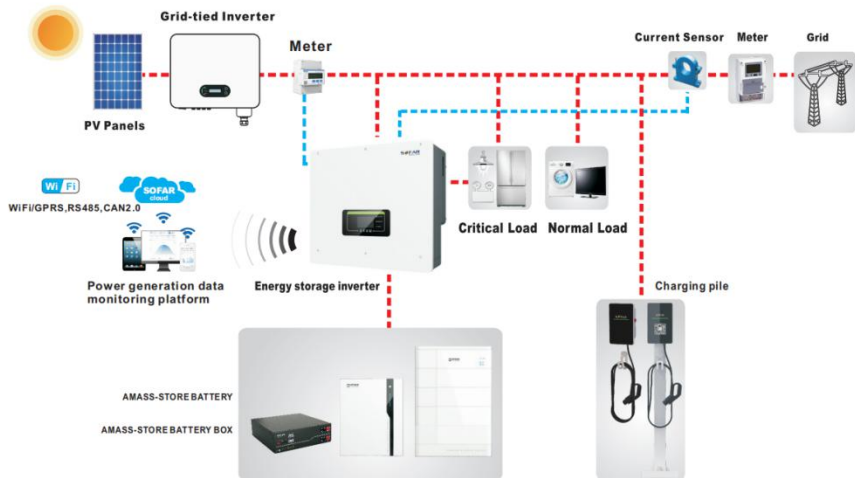 Grid-tied Inverter
Meter
Current Sensor
Meter
Grid
PV Panels
Wi Fi
SOFAR
cloud
WiFi/GPRS,RS485,CAN2.0
Critical Load
Normal Load
Power generation data
monitoring platform
Energy storage inverter
Charging pile
AMASS-STORE BATTERY
AMASS-STORE BATTERY BOX